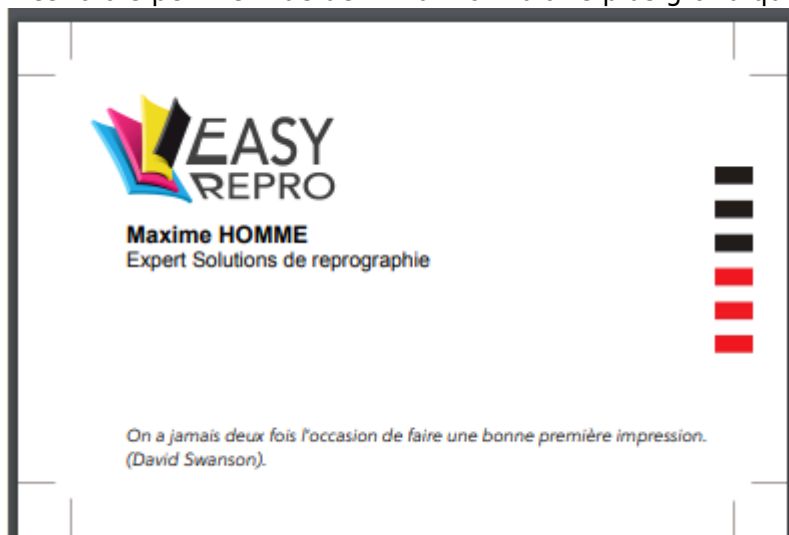 EASY
REPRO
Maxime HOMME
Expert Solutions de reprographie
On a jamais deux fois l'occasion de faire une bonne première impression.
(David Swanson).